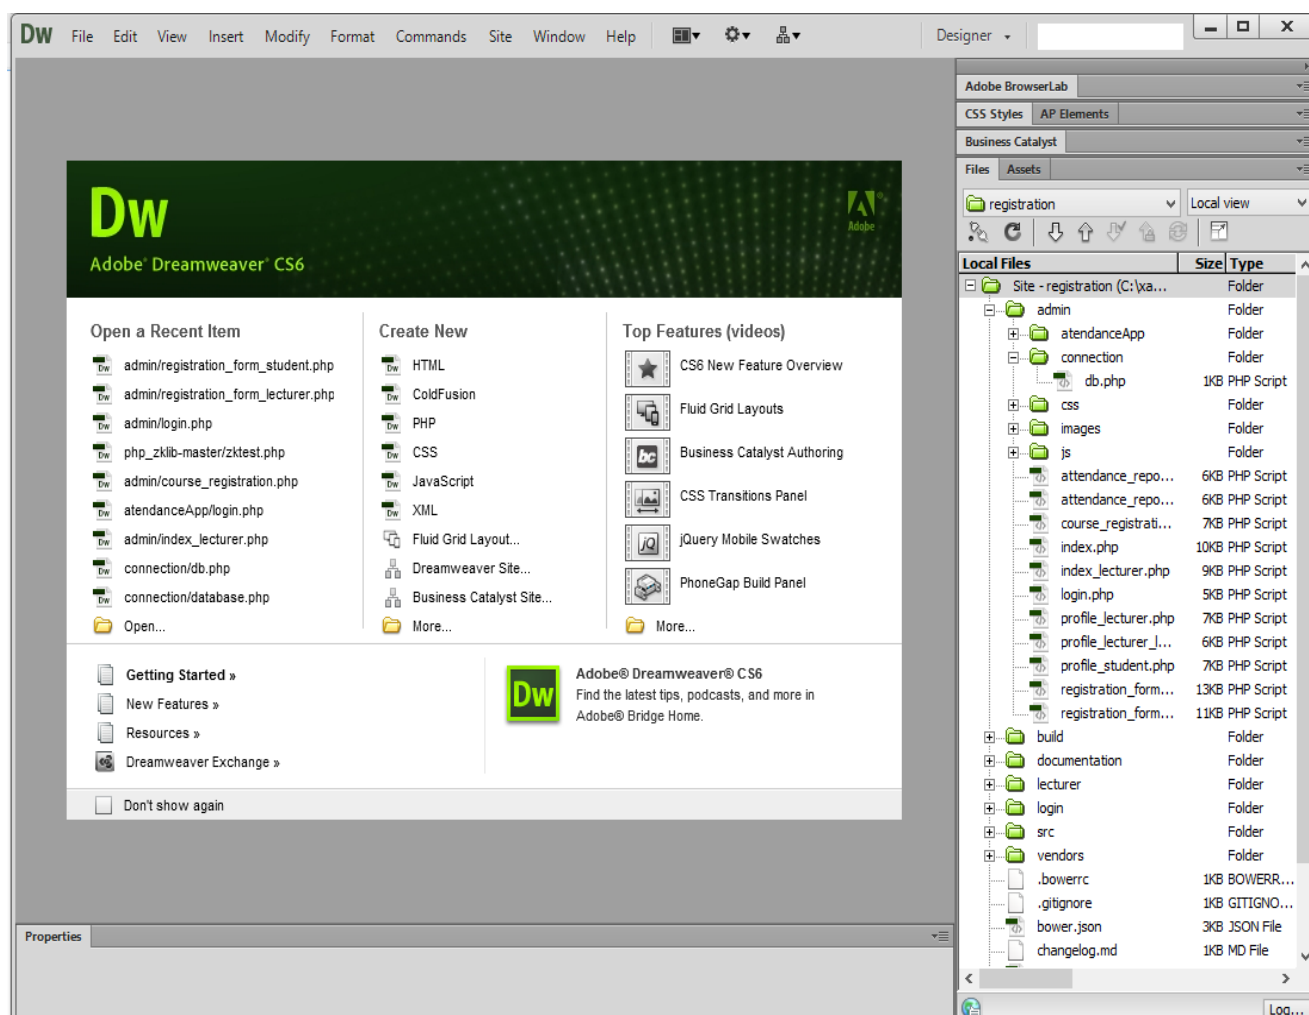 Dw File Edit View Insert Modify Format Commands Site Window Help Designer
Dw
Adobe® Dreamweaver® CS6
Adobe
Open a Recent Item
admin/registration_form_student.php
admin/registration_form_lecturer.php
admin/login.php
php_zklib-master/zktest.php
admin/course_registration.php
atendanceApp/login.php
admin/index_lecturer.php
connection/db.php
connection/database.php
Open...
Create New
HTML
ColdFusion
PHP
CSS
JavaScript
XML
Fluid Grid Layout...
Dreamweaver Site...
Business Catalyst Site...
More...
Top Features (videos)
CS6 New Feature Overview
Fluid Grid Layouts
bc Business Catalyst Authoring
CSS Transitions Panel
jQ jQuery Mobile Swatches
PhoneGap Build Panel
More...
Getting Started »
New Features »
Resources »
Dreamweaver Exchange »
Dw
Adobe® Dreamweaver® CS6
Find the latest tips, podcasts, and more in
Adobe® Bridge Home.
Don't show again
Properties
Adobe BrowserLab
CSS Styles AP Elements
Business Catalyst
Files Assets
registration Local view
Local Files Size Type
Site - registration (C:\xa... Folder
admin Folder
atendanceApp Folder
connection Folder
db.php 1KB PHP Script
css Folder
images Folder
js Folder
attendance_repo... 6KB PHP Script
attendance_repo... 6KB PHP Script
course_registrati... 7KB PHP Script
index.php 10KB PHP Script
index_lecturer.php 9KB PHP Script
login.php 5KB PHP Script
profile_lecturer.php 7KB PHP Script
profile_lecturer_l... 6KB PHP Script
profile_student.php 7KB PHP Script
registration_form... 13KB PHP Script
registration_form... 11KB PHP Script
build Folder
documentation Folder
lecturer Folder
login Folder
src Folder
vendors Folder
.bowerrc 1KB BOWERR...
.gitignore 1KB GITIGNO...
bower.json 3KB JSON File
changelog.md 1KB MD File
Log...